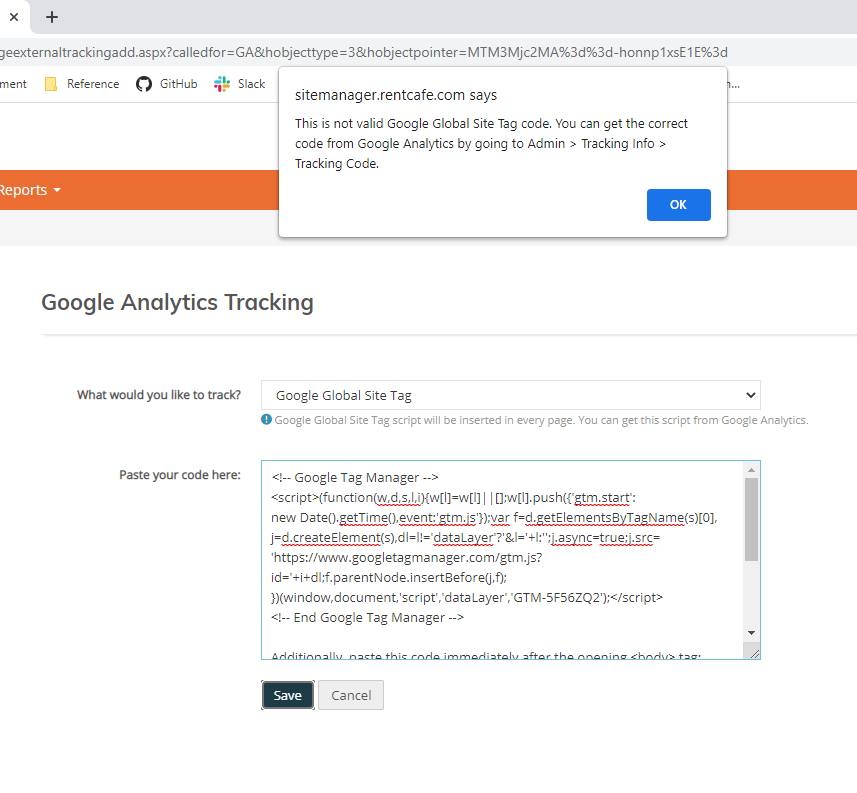 geexternaltrackingadd.aspx?calledfor=GA&hobjecttype=3&hobjectpointer=MTM3Mjc2MA%3d%3d-honnp1xsE1E%3d
ment Reference GitHub Slack
n...
sitemanager.rentcafe.com says
This is not valid Google Global Site Tag code. You can get the correct
code from Google Analytics by going to Admin > Tracking Info >
Tracking Code.
OK
Reports
Google Analytics Tracking
What would you like to track?
Google Global Site Tag
Google Global Site Tag script will be inserted in every page. You can get this script from Google Analytics.
Paste your code here:
<!-- Google Tag Manager -->
<script>(function(w,d,s,l,i){w[l]=w[l]||[];w[l].push({'gtm.start':
new Date().getTime(),event:'gtm.js'});var f=d.getElementsByTagName(s)[0],
j=d.createElement(s),dl=l!='dataLayer'?'&l='+l:'';j.async=true;j.src=
'https://www.googletagmanager.com/gtm.js?
id='+i+dl;f.parentNode.insertBefore(j,f);
})(window,document,'script','dataLayer','GTM-5F56ZQ2');</script>
<!-- End Google Tag Manager -->
Additionally, paste this code immediately after the opening <body> tag:
Save
Cancel